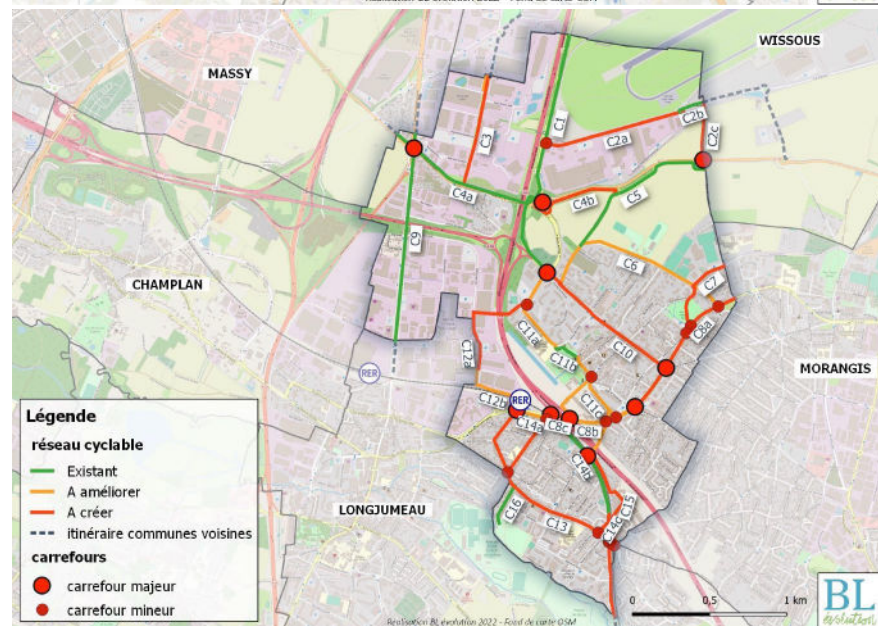 WISSOUS
MASSY
C1
C2b
C3
C2a
C2c
C4a
C4b
C5
C9
C6
CHAMPLAN
C7
C11a
C8a
C10
C12a
C11b
RER
MORANGIS
RER
C12b
C11c
C14a
C8c
C8b
C14b
LONGJUMEAU
C16
C13
C15
C14c
Légende
réseau cyclable
Existant
A améliorer
A créer
itinéraire communes voisines
carrefours
carrefour majeur
carrefour mineur
0 0,5 1 km
BL
évolution
Réalisation BL évolution 2022 - Fond de carte OSM